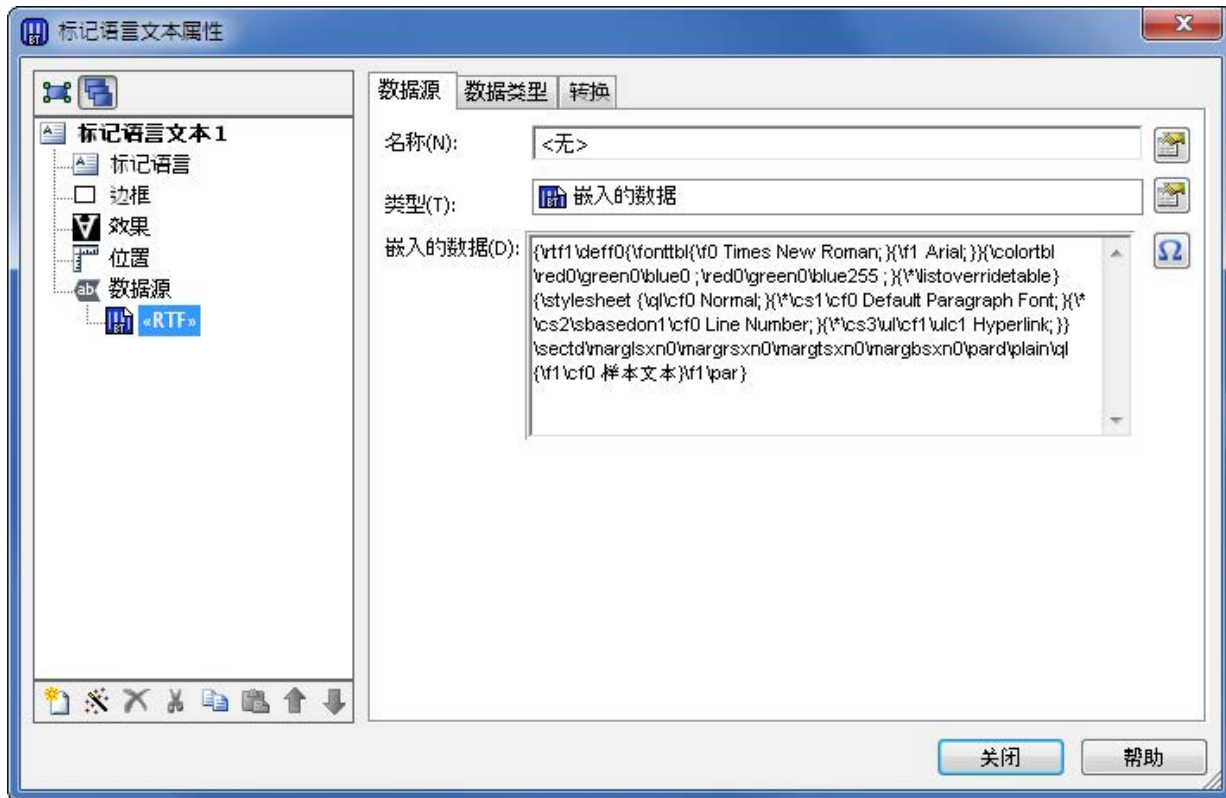 标记语言文本属性
标记语言文本1
标记语言
边框
效果
位置
数据源
«RTF»
数据源 数据类型 转换
名称(N): <无>
类型(T): 嵌入的数据
嵌入的数据(D):
{\rtf1\deff0{\fonttbl{\f0 Times New Roman;}{\f1 Arial;}}{\colortbl
\red0\green0\blue0 ;\red0\green0\blue255 ;}{\*\listoverridetable}
{\stylesheet {\ql\cf0 Normal;}{\*\cs1\cf0 Default Paragraph Font;}{\*
\cs2\sbasedon1\cf0 Line Number;}{\*\cs3\ul\cf1\ulc1 Hyperlink;}}
\sectd\marglsxn0\margrsxn0\margtsxn0\margbsxn0\pard\plain\ql
{\f1\cf0 样本文本}\f1\par}
关闭 帮助